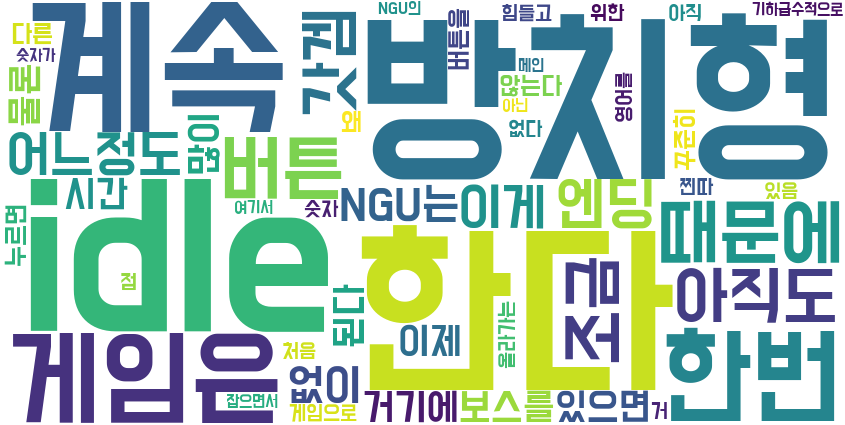 다른
숫자가
계속
갓겜
NGU의
방치형
버튼을
힘들고
위한
아직
기하급수적으로
메인
않는다
아닌
없다
영어를
꾸준히
물론
어느정도
많이
왜
버튼
시간
여기서
숫자
NGU는
이게
엔딩
찐따
있음
때문에
누르면
idle
점
한다
조금
아직도
된다
이제
올라가는
게임은
처음
없이
한번
잡으면서
게임으로
거기에
보스를
있으면
거